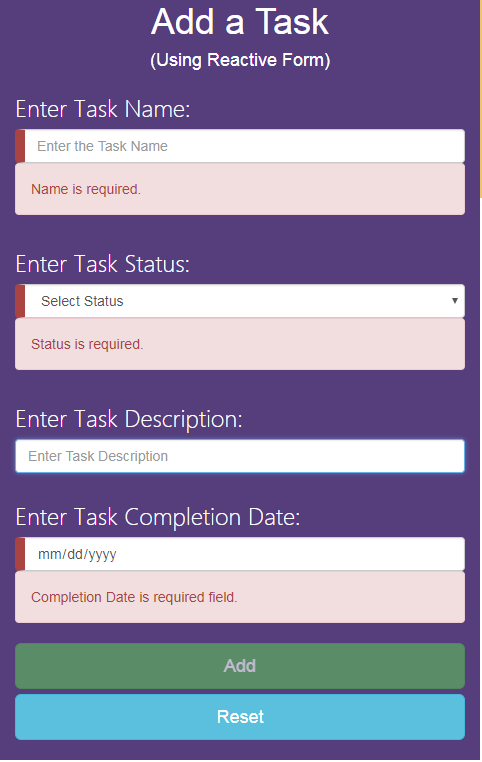 Add a Task
(Using Reactive Form)
Enter Task Name:
Enter the Task Name
Name is required.
Enter Task Status:
Select Status
Status is required.
Enter Task Description:
Enter Task Description
Enter Task Completion Date:
mm/dd/yyyy
Completion Date is required field.
Add
Reset